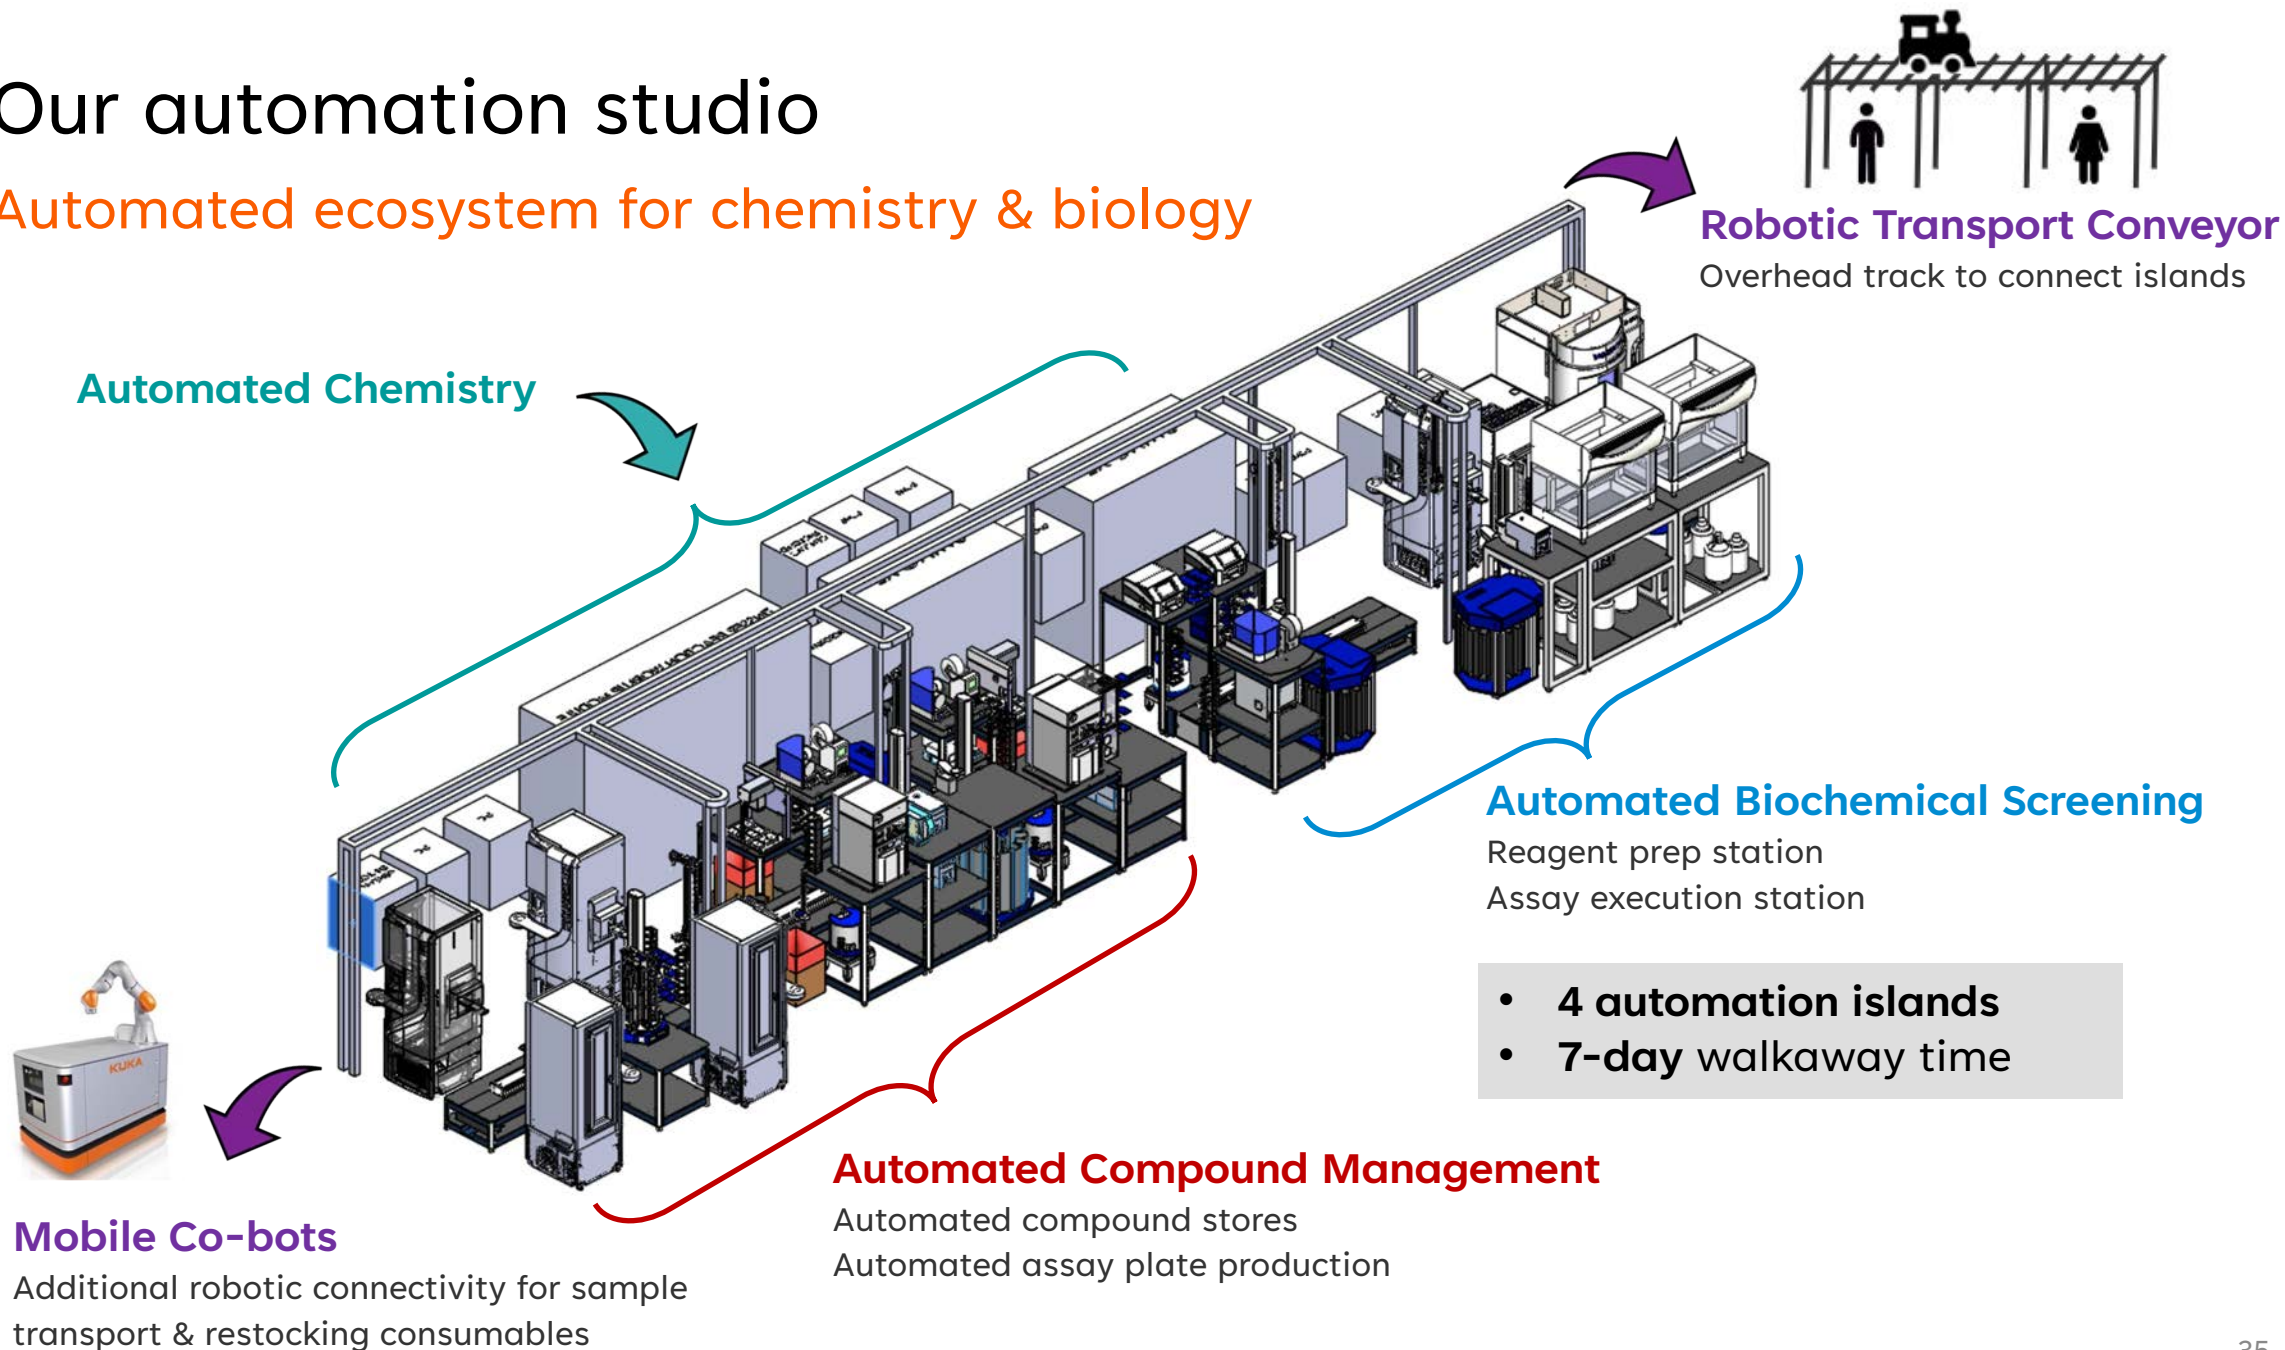 Our automation studio
Automated ecosystem for chemistry & biology
Robotic Transport Conveyor
Overhead track to connect islands
Automated Chemistry
Automated Biochemical Screening
Reagent prep station
Assay execution station
• 4 automation islands
• 7-day walkaway time
KUKA
Automated Compound Management
Automated compound stores
Automated assay plate production
Mobile Co-bots
Additional robotic connectivity for sample
transport & restocking consumables
35